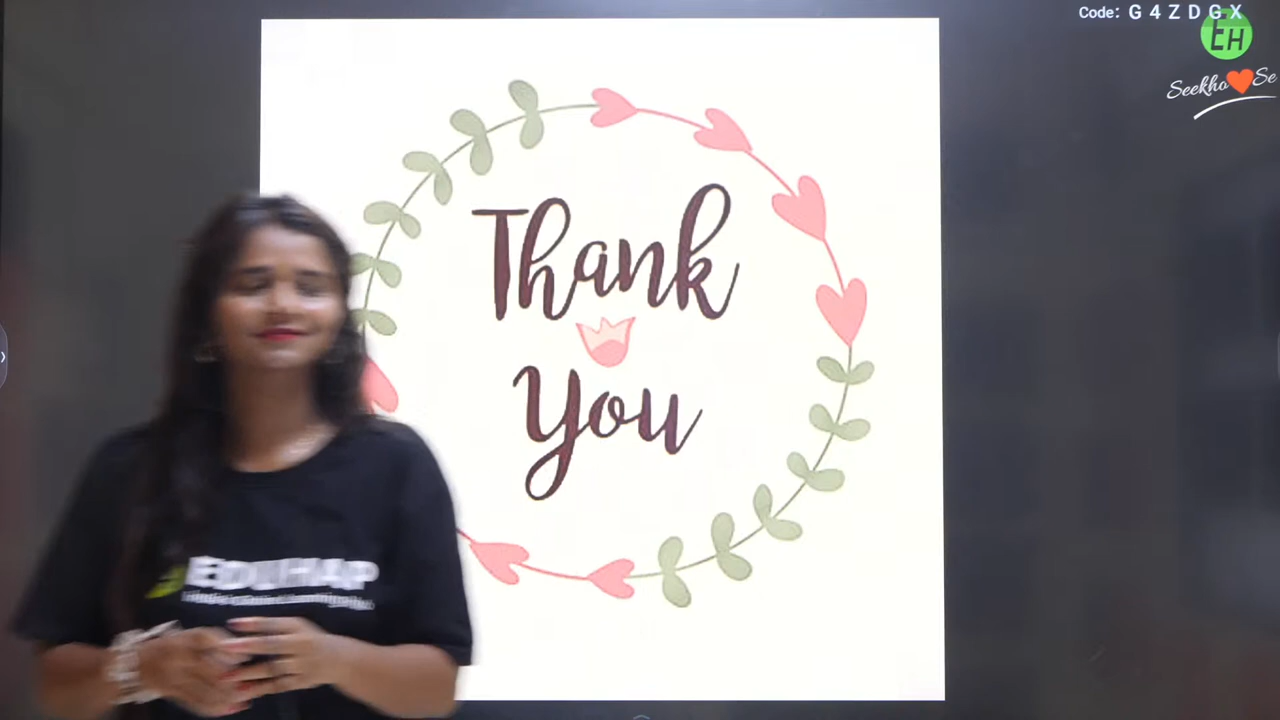 Code: G 4 Z D G X
EH
Seekho❤️Se
Thank
You
EDUHAP